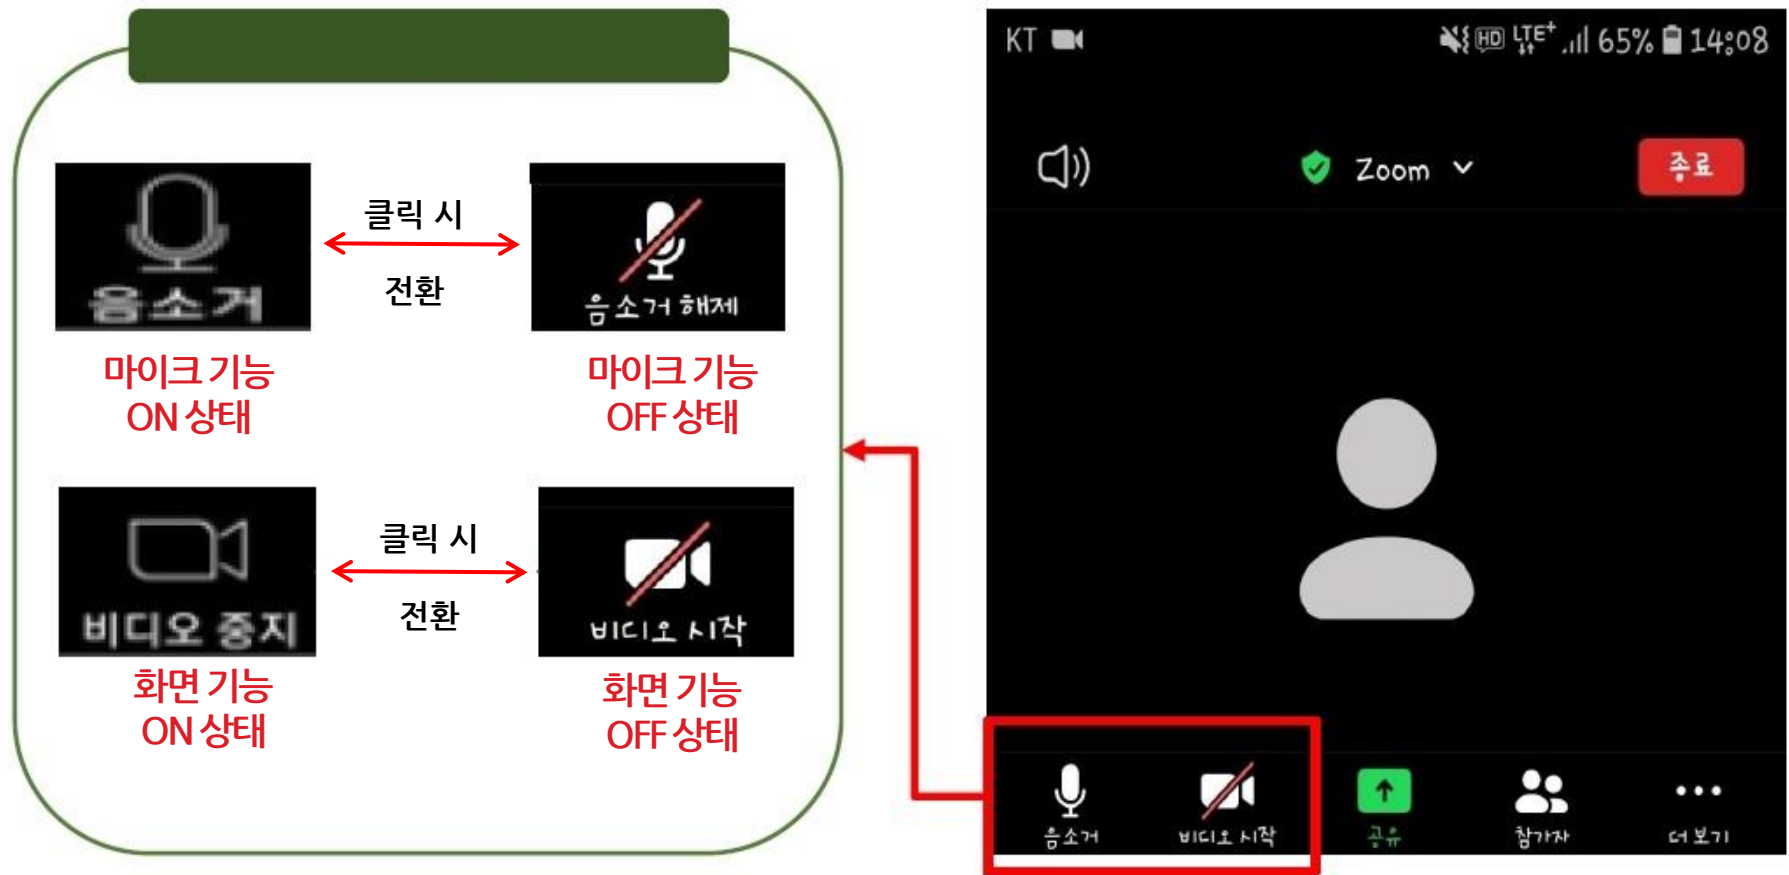 클릭 시
전환
음소거
음소거 해제
마이크 기능
ON 상태
마이크 기능
OFF 상태
클릭 시
전환
비디오 중지
비디오 시작
화면 기능
ON 상태
화면 기능
OFF 상태
KT
HD LTE+ 65% 14:08
Zoom
종료
음소거
비디오 시작
공유
참가자
더 보기